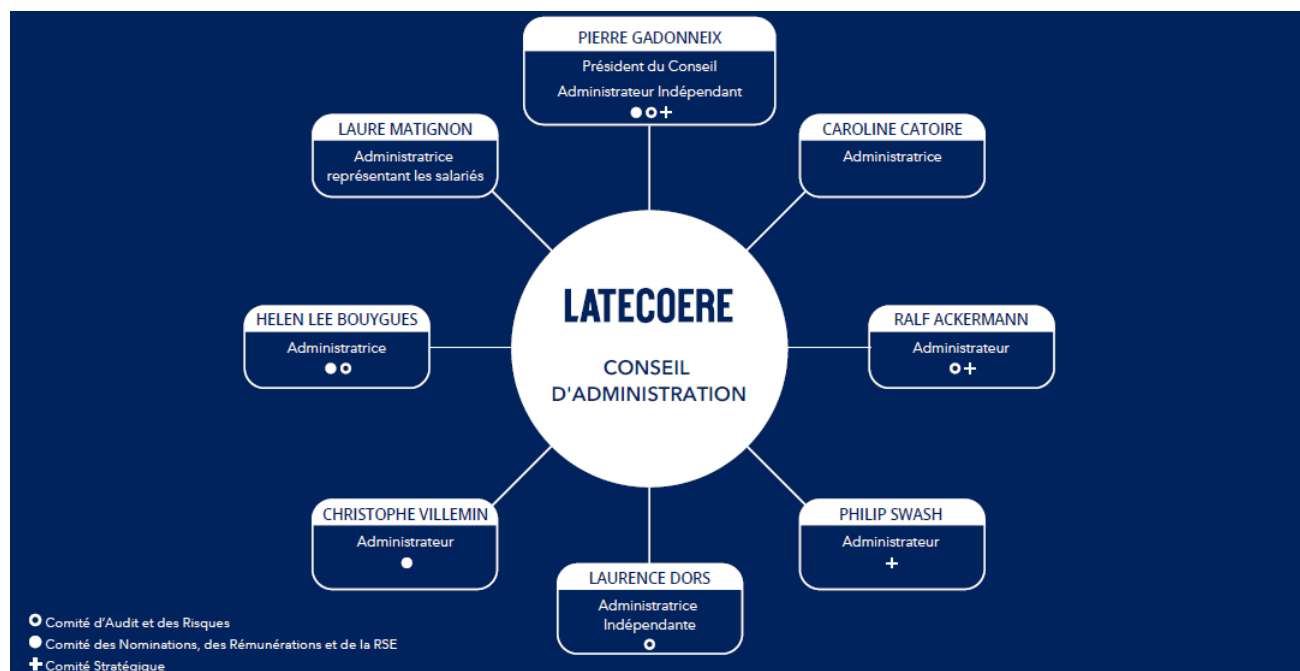 PIERRE GADONNEIX
Président du Conseil
Administrateur Indépendant
LAURE MATIGNON
Administratrice
représentant les salariés
CAROLINE CATOIRE
Administratrice
HELEN LEE BOUYGUES
Administratrice
LATECOERE
CONSEIL
D'ADMINISTRATION
RALF ACKERMANN
Administrateur
CHRISTOPHE VILLEMIN
Administrateur
PHILIP SWASH
Administrateur
LAURENCE DORS
Administratrice
Indépendante
Comité d'Audit et des Risques
Comité des Nominations, des Rémunérations et de la RSE
Comité Stratégique